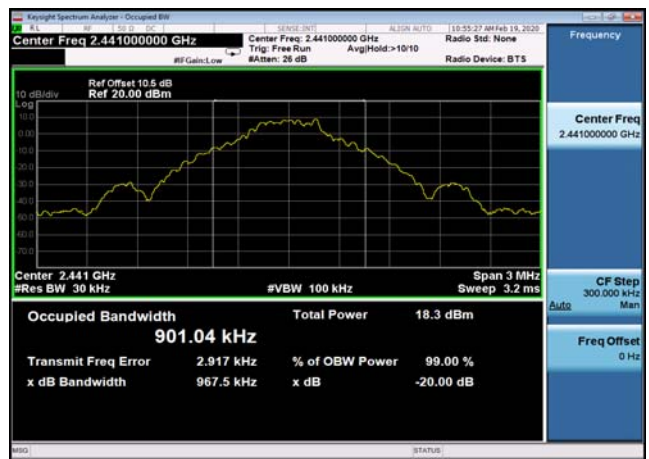 Keysight Spectrum Analyzer - Occupied BW
RL RF 50 Ω DC SENSE:INT ALIGN AUTO 10:55:27 AM Feb 19, 2020
Center Freq 2.441000000 GHz
Center Freq: 2.441000000 GHz
Radio Std: None
Trig: Free Run Avg|Hold:>10/10
#IFGain:Low #Atten: 26 dB Radio Device: BTS
Frequency
Ref Offset 10.5 dB
10 dB/div Ref 20.00 dBm
Log
10.0
0.00
-10.0
-20.0
-30.0
-40.0
-50.0
-60.0
-70.0
Center 2.441 GHz Span 3 MHz
#Res BW 30 kHz #VBW 100 kHz Sweep 3.2 ms
Occupied Bandwidth Total Power 18.3 dBm
901.04 kHz
Transmit Freq Error 2.917 kHz % of OBW Power 99.00 %
x dB Bandwidth 967.5 kHz x dB -20.00 dB
Center Freq
2.441000000 GHz
CF Step
300.000 kHz
Auto Man
Freq Offset
0 Hz
MSG STATUS